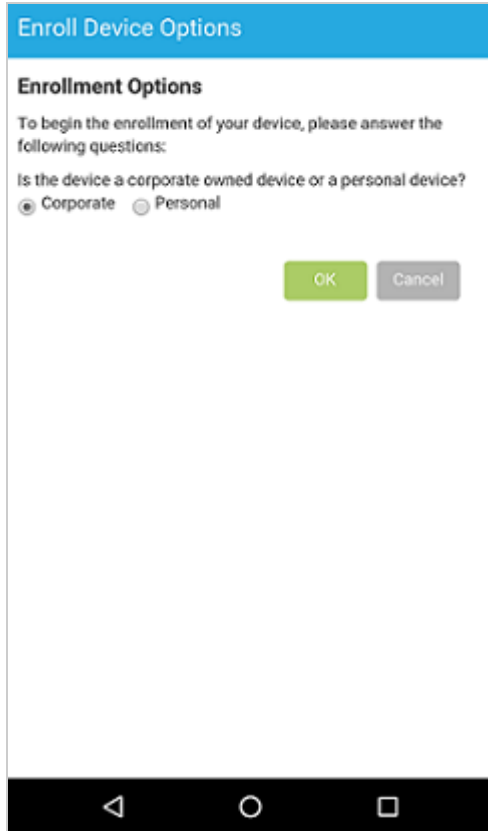 Enroll Device Options
Enrollment Options
To begin the enrollment of your device, please answer the
following questions:
Is the device a corporate owned device or a personal device?
Corporate Personal
OK Cancel